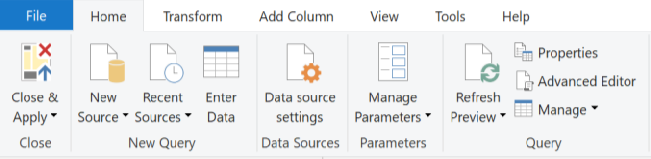 File Home Transform Add Column View Tools Help
Close & Apply
New Source
Recent Sources
Enter Data
Data source settings
Manage Parameters
Refresh Preview
Properties
Advanced Editor
Manage
Close New Query Data Sources Parameters Query